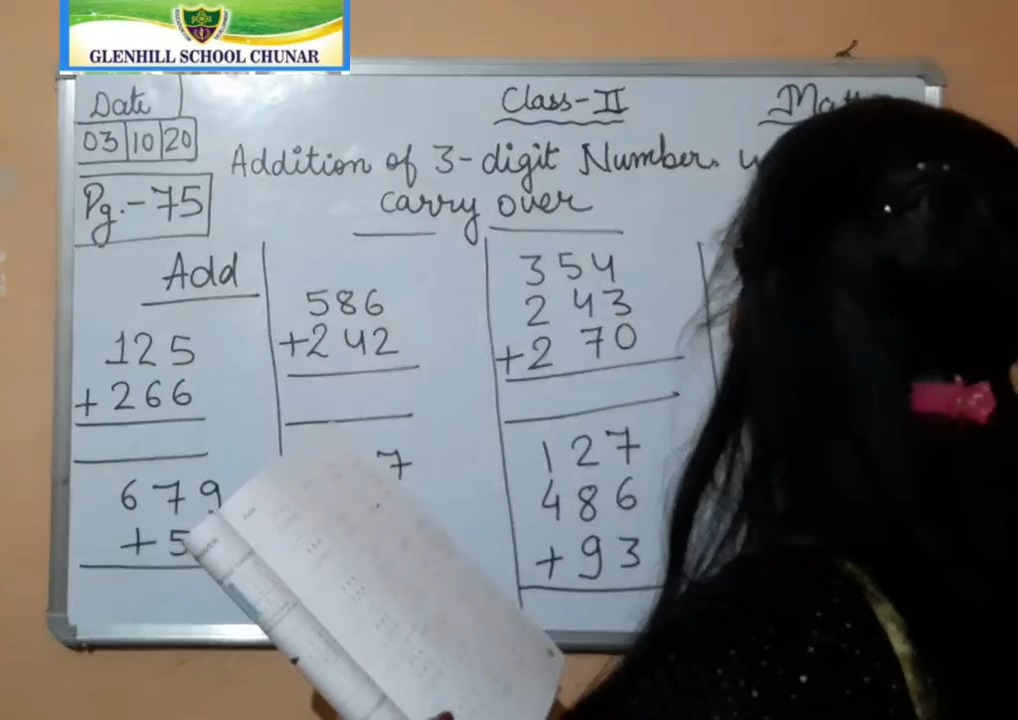 GLENHILL SCHOOL CHUNAR
Date
03|10|20
Pg.-75
Class-II
Addition of 3-digit Number
carry over
Add
125
+266
679
+5
586
+242
7
354
243
+270
127
486
+93